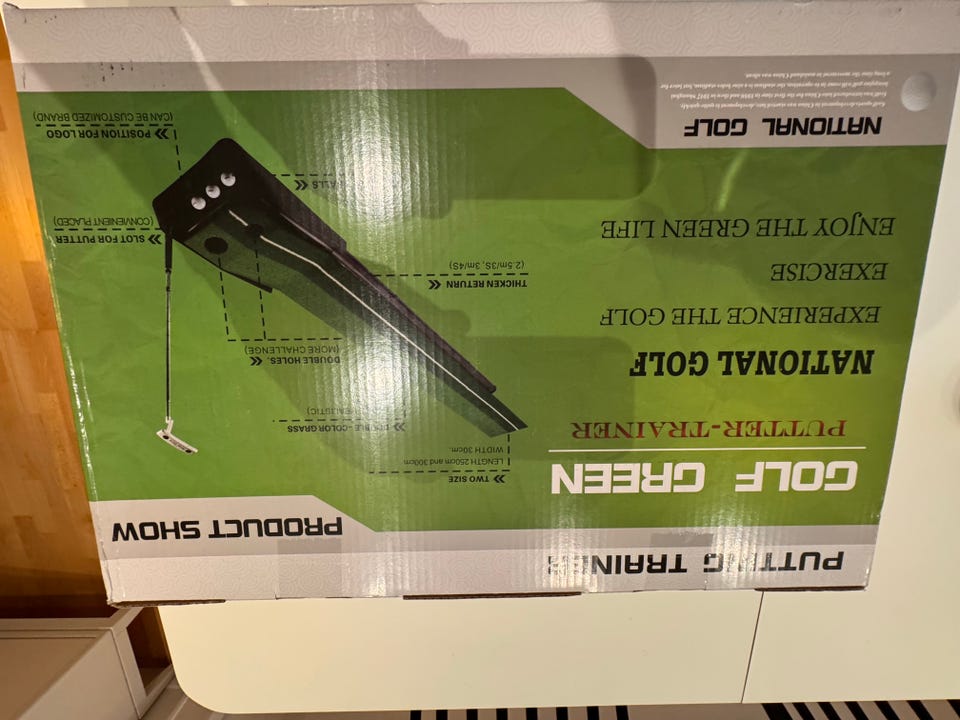 PUTTING TRAINER
GOLF GREEN
PUTTER-TRAINER
NATIONAL GOLF
EXPERIENCE THE GOLF
EXERCISE
ENJOY THE GREEN LIFE
NATIONAL GOLF
PRODUCT SHOW
TWO SIZE
LENGTH 250cm and 300cm
WIDTH 30cm.
COLOR GRASS
DOUBLE HOLES.
(MORE CHALLENGE)
THICKEN RETURN
(2.5m/3S, 3m/4S)
SLOT FOR PUTTER
(CONVENIENT PLACED)
POSITION FOR LOGO
(CAN BE CUSTOMIZED BRAND)